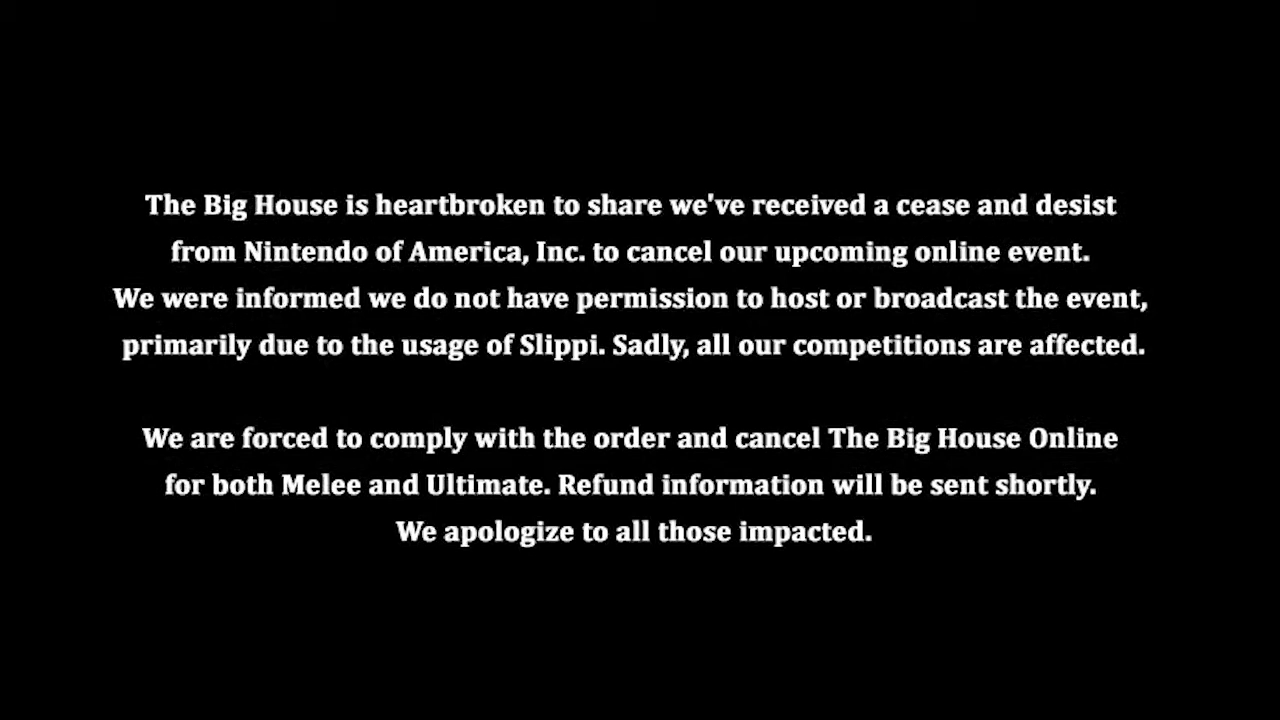 The Big House is heartbroken to share we've received a cease and desist
from Nintendo of America, Inc. to cancel our upcoming online event.
We were informed we do not have permission to host or broadcast the event,
primarily due to the usage of Slippi. Sadly, all our competitions are affected.
We are forced to comply with the order and cancel The Big House Online
for both Melee and Ultimate. Refund information will be sent shortly.
We apologize to all those impacted.